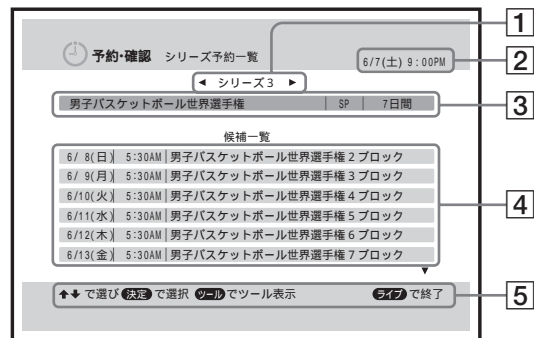 予約・確認 シリーズ予約一覧
6/7(土) 9:00PM
◄ シリーズ3 ►
男子バスケットボール世界選手権 SP 7日間
候補一覧
6/ 8(日) 5:30AM 男子バスケットボール世界選手権2ブロック
6/ 9(月) 5:30AM 男子バスケットボール世界選手権3ブロック
6/10(火) 5:30AM 男子バスケットボール世界選手権4ブロック
6/11(水) 5:30AM 男子バスケットボール世界選手権5ブロック
6/12(木) 5:30AM 男子バスケットボール世界選手権6ブロック
6/13(金) 5:30AM 男子バスケットボール世界選手権7ブロック
▼
↑↓ で選び 決定 で選択 ツール でツール表示 ライブ で終了
1
2
3
4
5